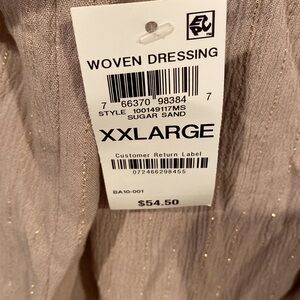 WOVEN DRESSING
7 66370 98384 7
STYLE 100149117MS
SUGAR SAND
XXLARGE
Customer Return Label
072466298455
BA10-001
$54.50